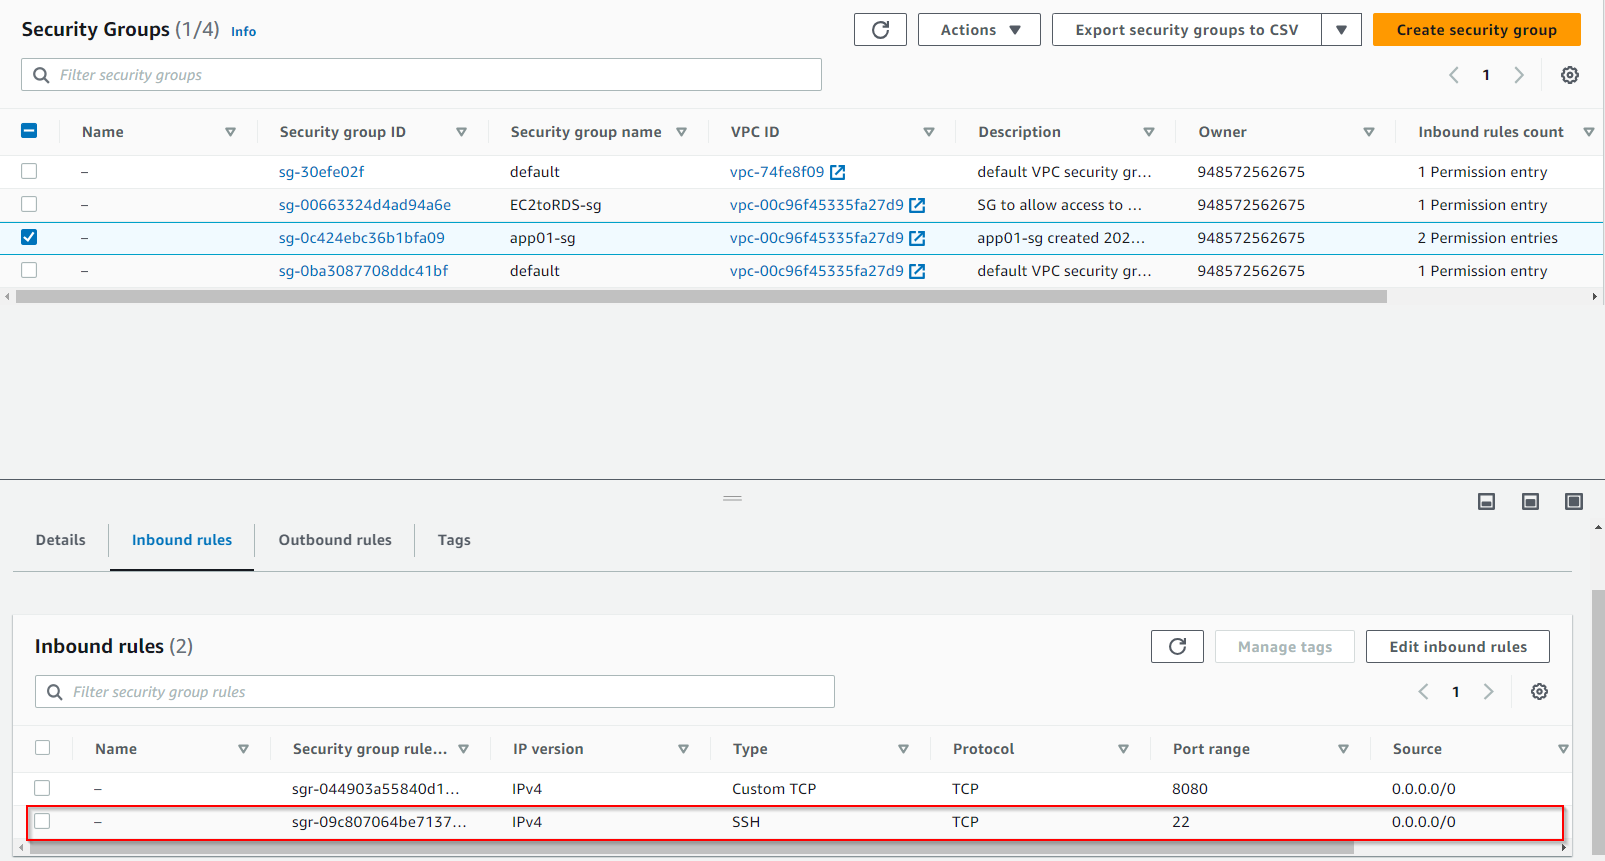 Security Groups (1/4) Info
Actions
Export security groups to CSV
Create security group
Filter security groups
1
Name Security group ID Security group name VPC ID Description Owner Inbound rules count
– sg-30efe02f default vpc-74fe8f09 default VPC security gr... 948572562675 1 Permission entry
– sg-00663324d4ad94a6e EC2toRDS-sg vpc-00c96f45335fa27d9 SG to allow access to ... 948572562675 1 Permission entry
– sg-0c424ebc36b1bfa09 app01-sg vpc-00c96f45335fa27d9 app01-sg created 202... 948572562675 2 Permission entries
– sg-0ba3087708ddc41bf default vpc-00c96f45335fa27d9 default VPC security gr... 948572562675 1 Permission entry
Details Inbound rules Outbound rules Tags
Inbound rules (2)
Manage tags
Edit inbound rules
Filter security group rules
1
Name Security group rule... IP version Type Protocol Port range Source
– sgr-044903a55840d1... IPv4 Custom TCP TCP 8080 0.0.0.0/0
– sgr-09c807064be7137... IPv4 SSH TCP 22 0.0.0.0/0